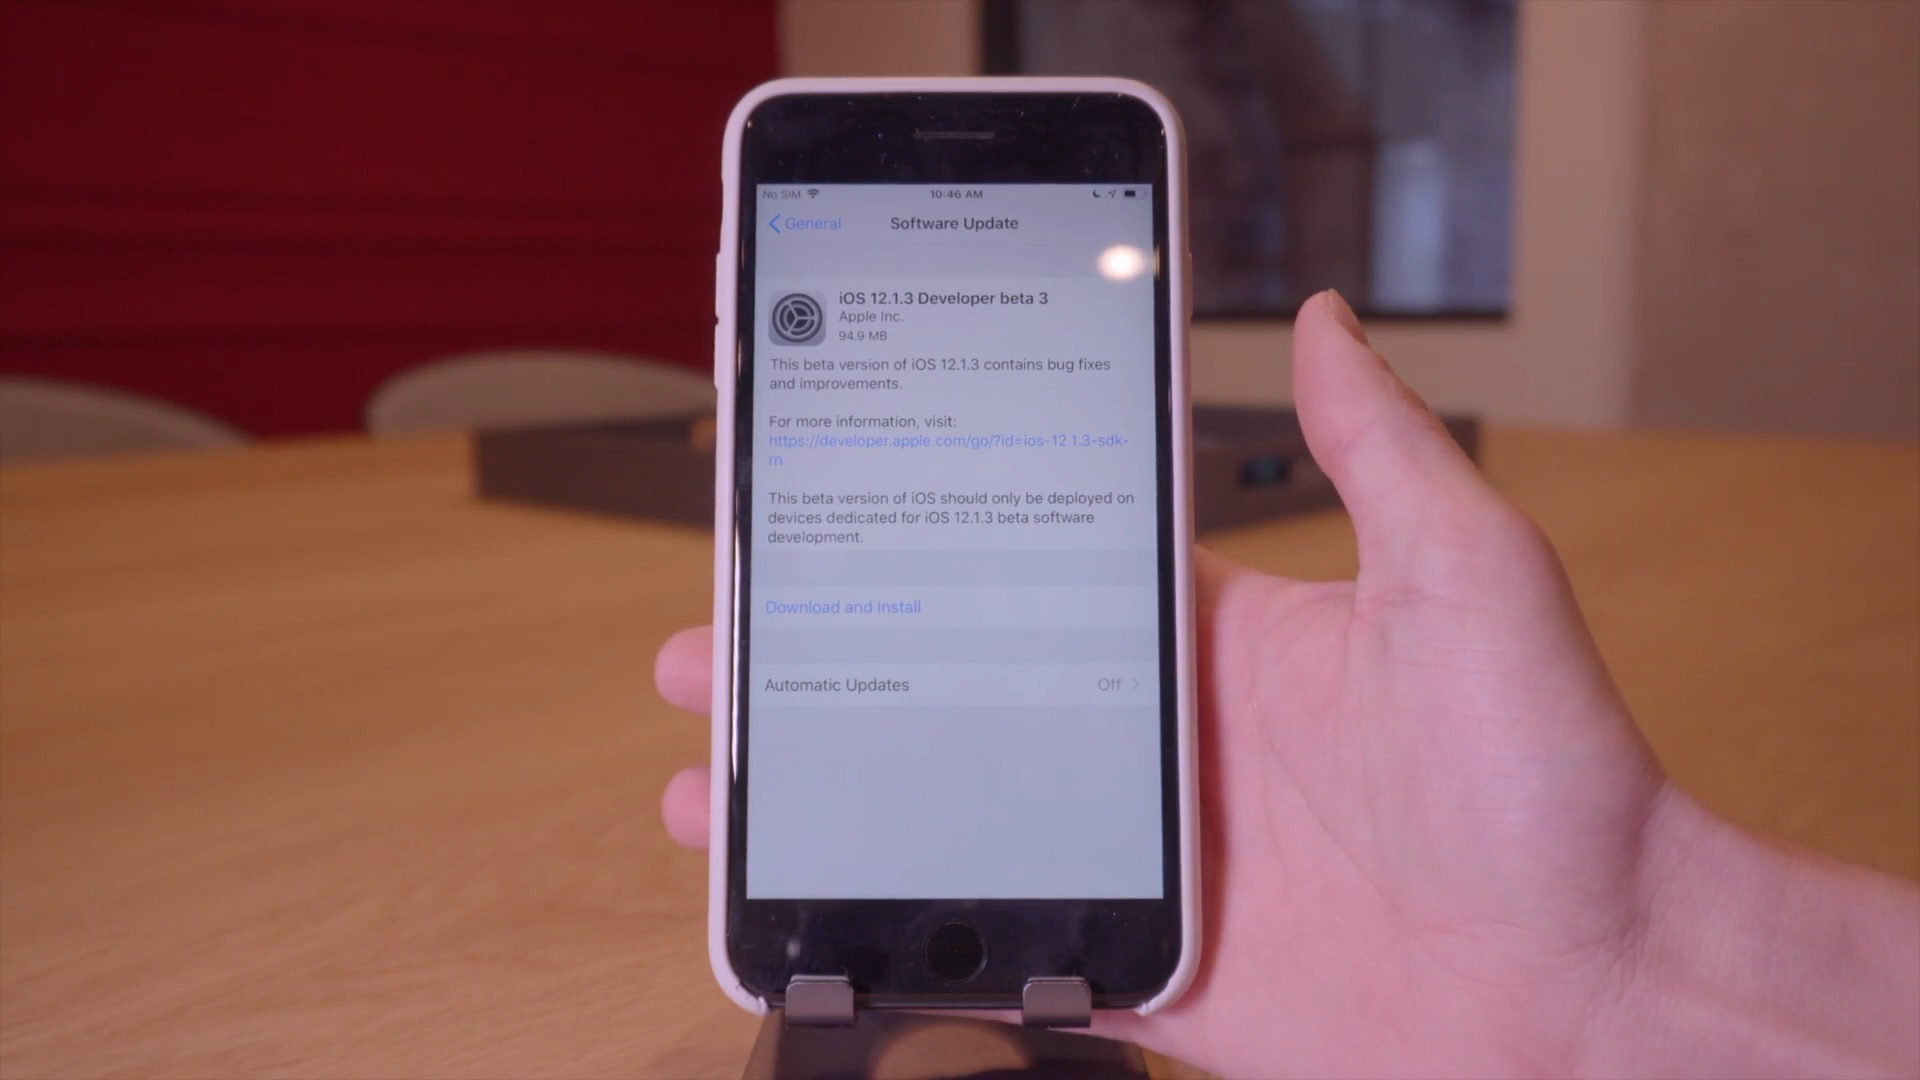 No SIM
10:46 AM
General
Software Update
iOS 12.1.3 Developer beta 3
Apple Inc.
94.9 MB
This beta version of iOS 12.1.3 contains bug fixes
and improvements.
For more information, visit:
https://developer.apple.com/go/?id=ios-12.1.3-sdk-
rn
This beta version of iOS should only be deployed on
devices dedicated for iOS 12.1.3 beta software
development.
Download and Install
Automatic Updates Off